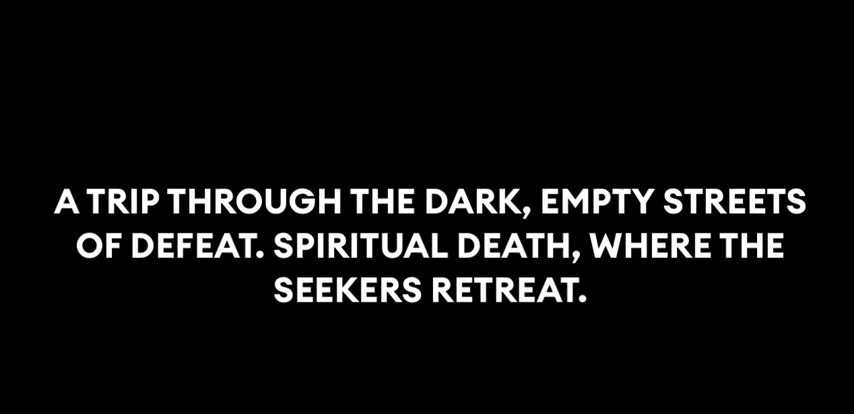 A TRIP THROUGH THE DARK, EMPTY STREETS
OF DEFEAT. SPIRITUAL DEATH, WHERE THE
SEEKERS RETREAT.